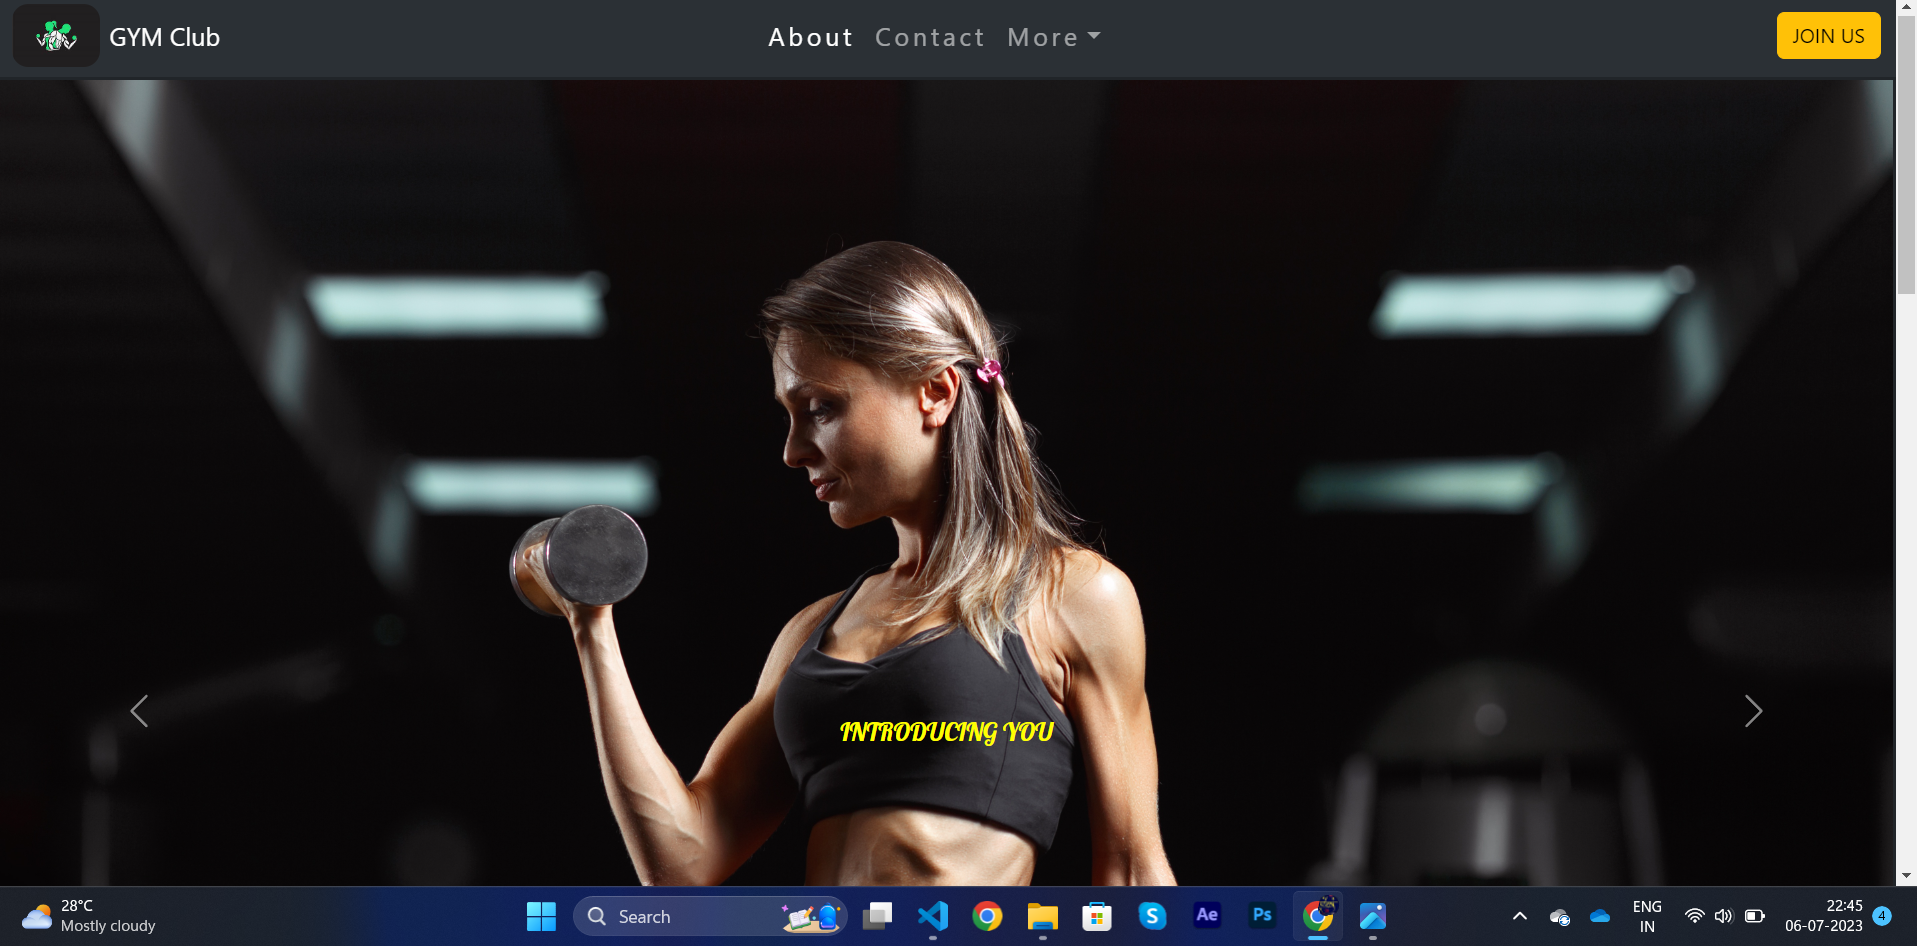 GYM Club
About Contact More
JOIN US
INTRODUCING YOU
28°C
Mostly cloudy
Search
Ae
Ps
ENG
IN
22:45
06-07-2023
4